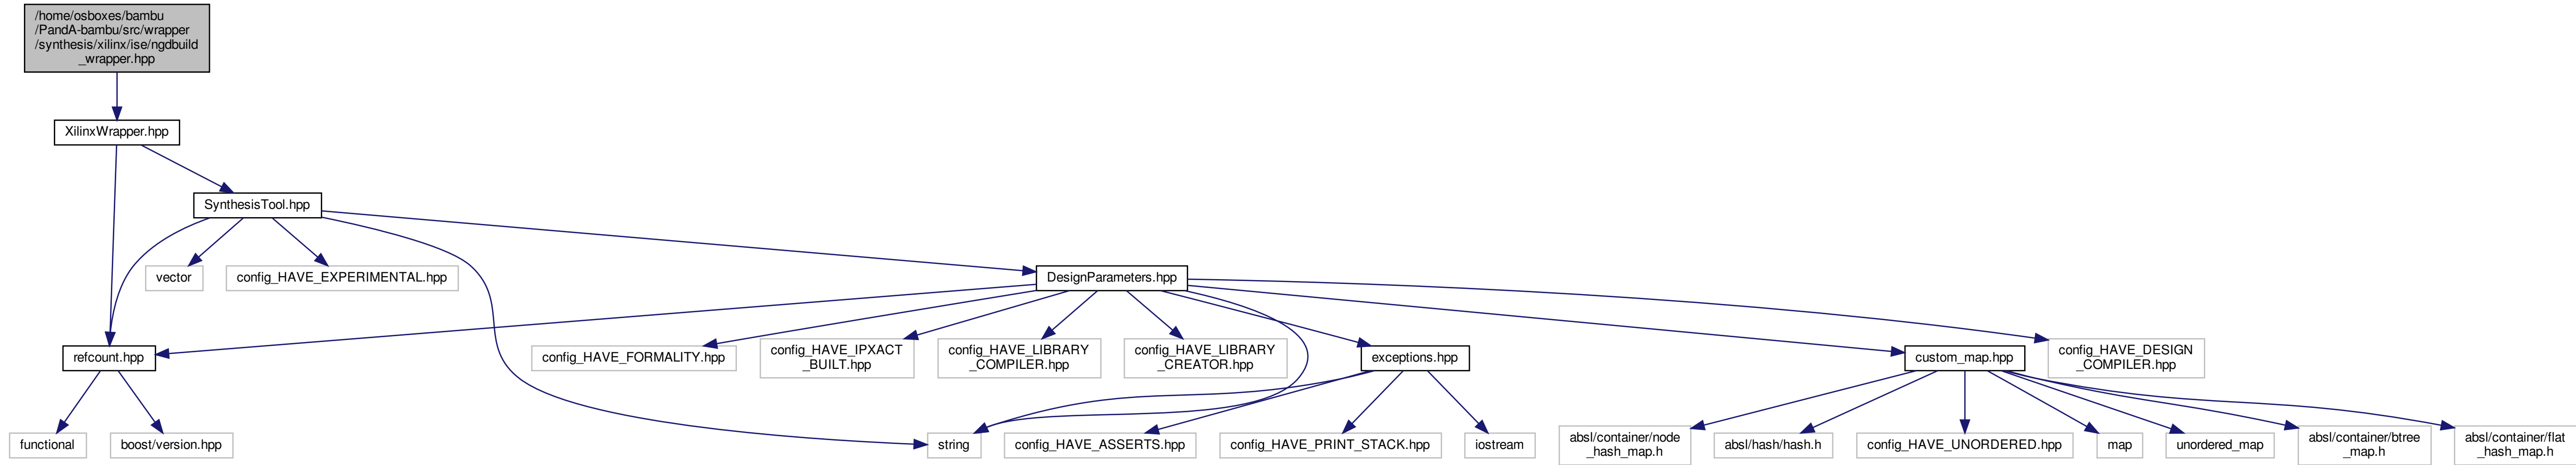 /home/osboxes/bambu
/PandA-bambu/src/wrapper
/synthesis/xilinx/ise/ngdbuild
_wrapper.hpp
XilinxWrapper.hpp
SynthesisTool.hpp
vector
config_HAVE_EXPERIMENTAL.hpp
DesignParameters.hpp
refcount.hpp
config_HAVE_FORMALITY.hpp
config_HAVE_IPXACT
_BUILT.hpp
config_HAVE_LIBRARY
_COMPILER.hpp
config_HAVE_LIBRARY
_CREATOR.hpp
exceptions.hpp
custom_map.hpp
config_HAVE_DESIGN
_COMPILER.hpp
functional
boost/version.hpp
string
config_HAVE_ASSERTS.hpp
config_HAVE_PRINT_STACK.hpp
iostream
absl/container/node
_hash_map.h
absl/hash/hash.h
config_HAVE_UNORDERED.hpp
map
unordered_map
absl/container/btree
_map.h
absl/container/flat
_hash_map.h